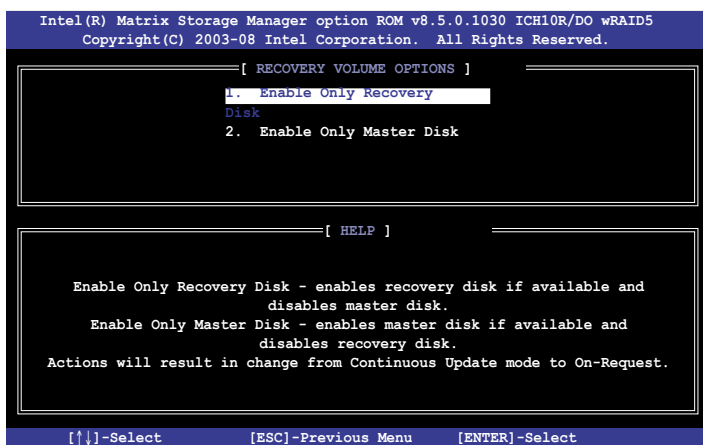 Intel(R) Matrix Storage Manager option ROM v8.5.0.1030 ICH10R/DO wRAID5
Copyright(C) 2003-08 Intel Corporation. All Rights Reserved.
[ RECOVERY VOLUME OPTIONS ]
1. Enable Only Recovery
Disk
2. Enable Only Master Disk
[ HELP ]
Enable Only Recovery Disk - enables recovery disk if available and
disables master disk.
Enable Only Master Disk - enables master disk if available and
disables recovery disk.
Actions will result in change from Continuous Update mode to On-Request.
[↑↓]-Select [ESC]-Previous Menu [ENTER]-Select